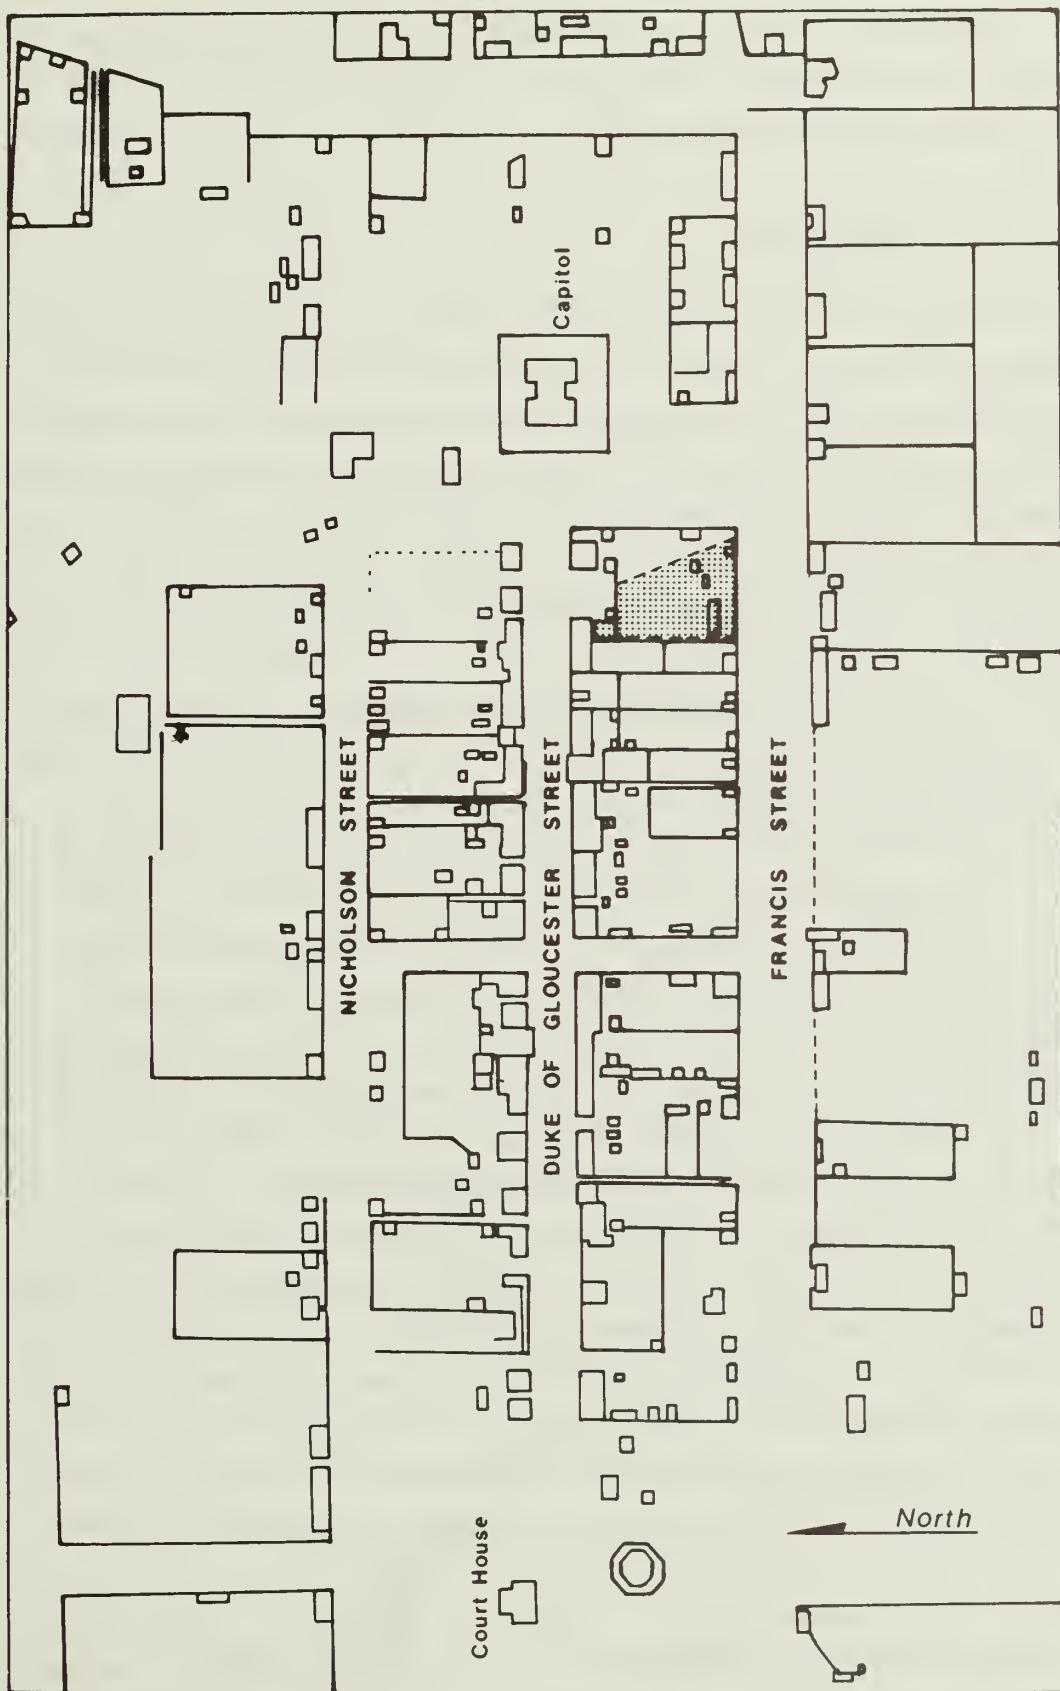 Capitol
NICHOLSON STREET
DUKE OF GLOUCESTER STREET
FRANCIS STREET
Court House
North